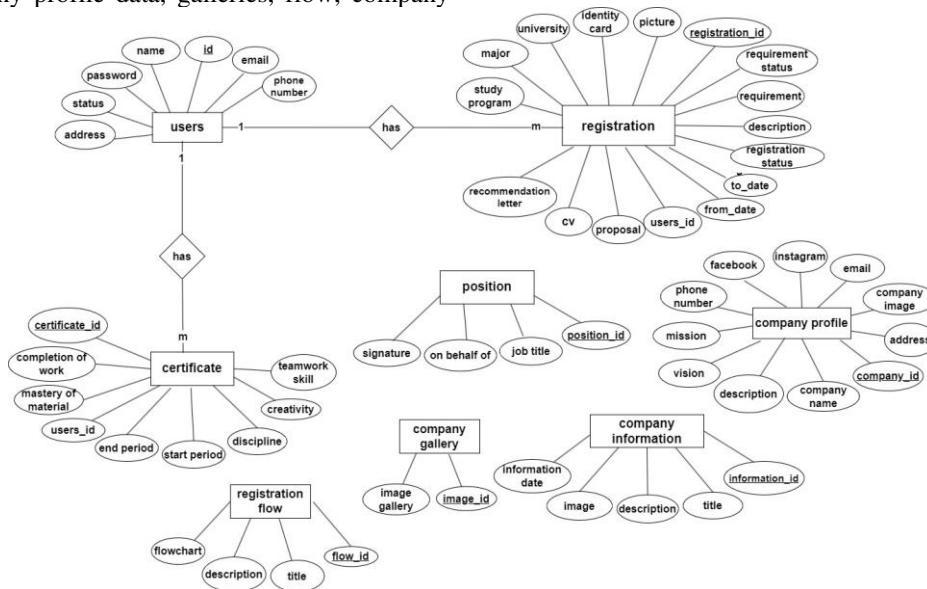 ny profile data, galleries, flow, company
name
id
email
password
phone
number
status
address
users
1
1
has
m
university
identity
card
picture
registration_id
major
requirement
status
study
program
requirement
registration
description
registration
status
to_date
from_date
users_id
proposal
cv
recommendation
letter
has
m
certificate_id
completion of
work
mastery of
material
users_id
end period
start period
discipline
creativity
teamwork
skill
certificate
position
signature
on behalf of
job title
position_id
facebook
instagram
email
phone
number
company
image
company profile
mission
address
vision
company_id
description
company
name
company
gallery
image
gallery
image_id
company
information
information
date
image
description
title
information_id
registration
flow
flowchart
description
title
flow_id